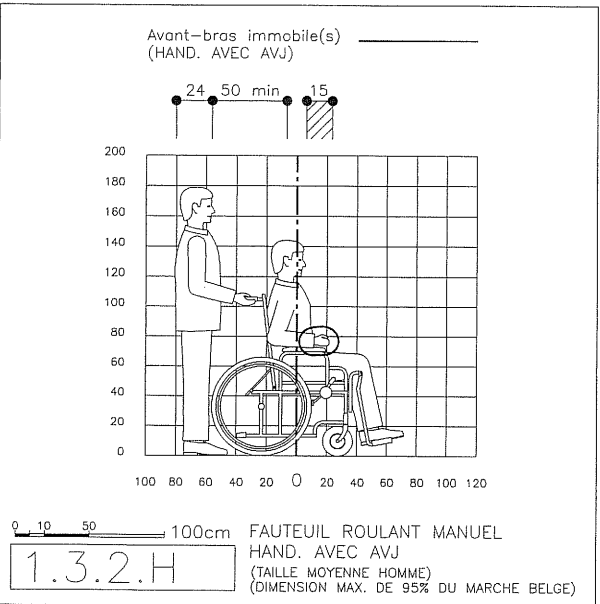 Avant-bras immobile(s)
(HAND. AVEC AVJ)
24 50 min 15
200
180
160
140
120
100
80
60
40
20
0
100 80 60 40 20 0 20 40 60 80 100 120
0 10 50 100cm
FAUTEUIL ROULANT MANUEL
HAND. AVEC AVJ
(TAILLE MOYENNE HOMME)
(DIMENSION MAX. DE 95% DU MARCHE BELGE)
1.3.2.H